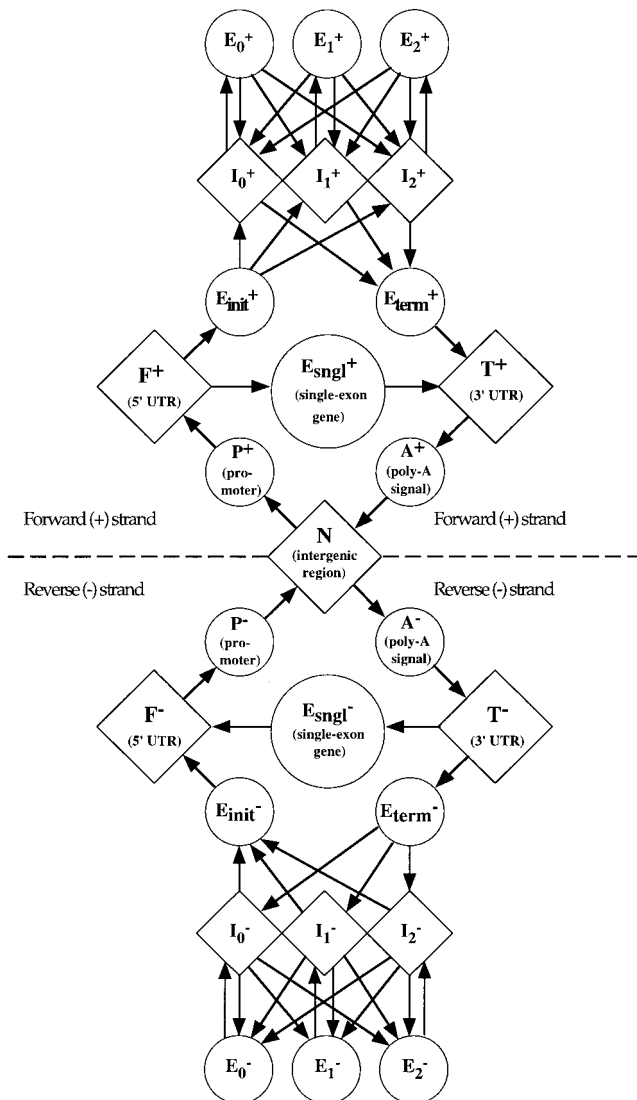 E0+ E1+ E2+
I0+ I1+ I2+
Einit+ Eterm+
F+
(5' UTR)
Esngl+
(single-exon
gene)
T+
(3' UTR)
P+
(pro-
moter)
A+
(poly-A
signal)
Forward (+) strand
Forward (+) strand
N
(intergenic
region)
Reverse (-) strand
Reverse (-) strand
P-
(pro-
moter)
A-
(poly-A
signal)
F-
(5' UTR)
Esngl-
(single-exon
gene)
T-
(3' UTR)
Einit- Eterm-
I0- I1- I2-
E0- E1- E2-